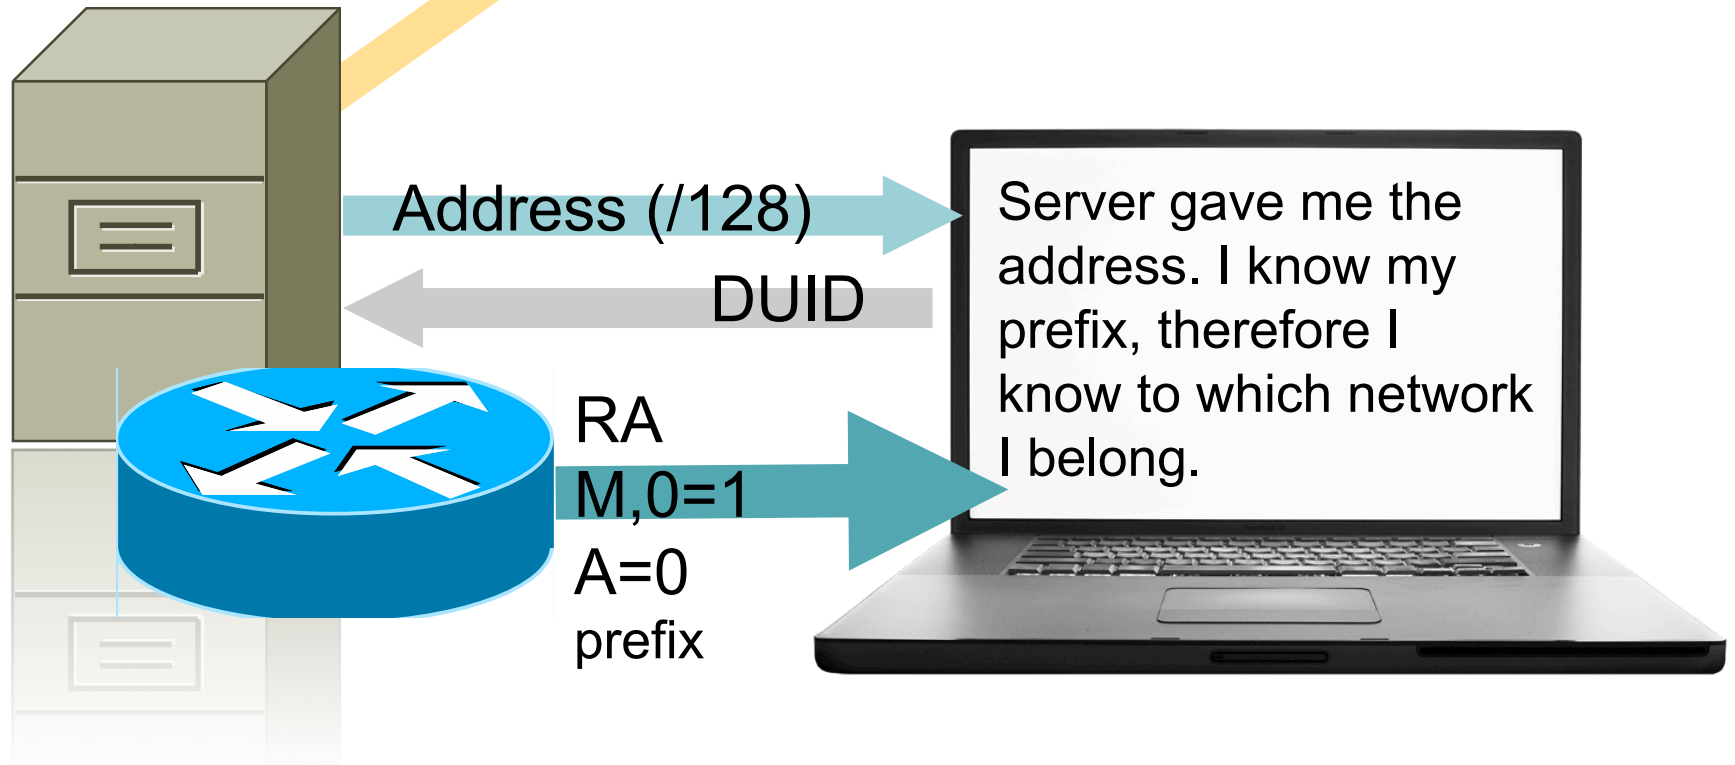 Address (/128)
DUID
RA
M,0=1
A=0
prefix
Server gave me the
address. I know my
prefix, therefore I
know to which network
I belong.